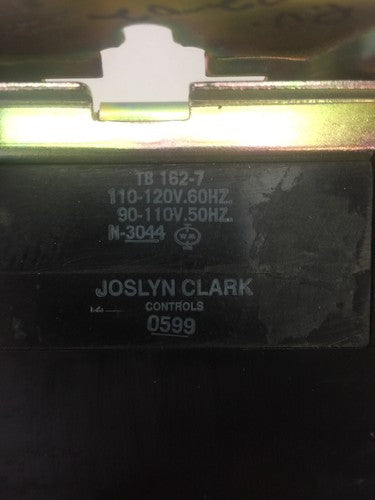 TB 162-7
110-120V.60HZ.
90-110V.50HZ.
N-3044
JOSLYN CLARK
CONTROLS
0599